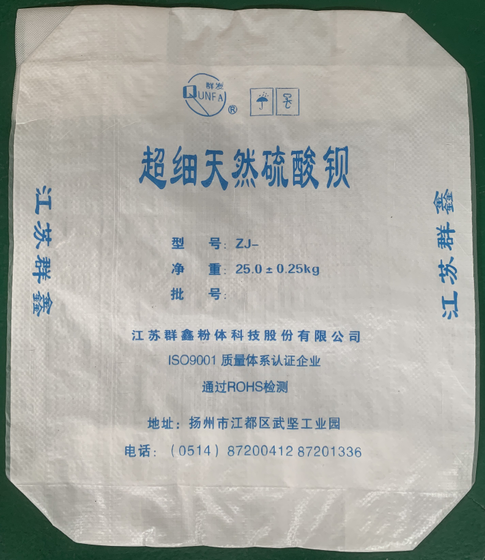 群发
QUNFA
®
超细天然硫酸钡
江苏群鑫
江苏群鑫
型 号: ZJ-
净 重: 25.0±0.25kg
批 号:
江苏群鑫粉体科技股份有限公司
ISO9001 质量体系认证企业
通过ROHS检测
地址: 扬州市江都区武坚工业园
电话: (0514) 87200412 87201336